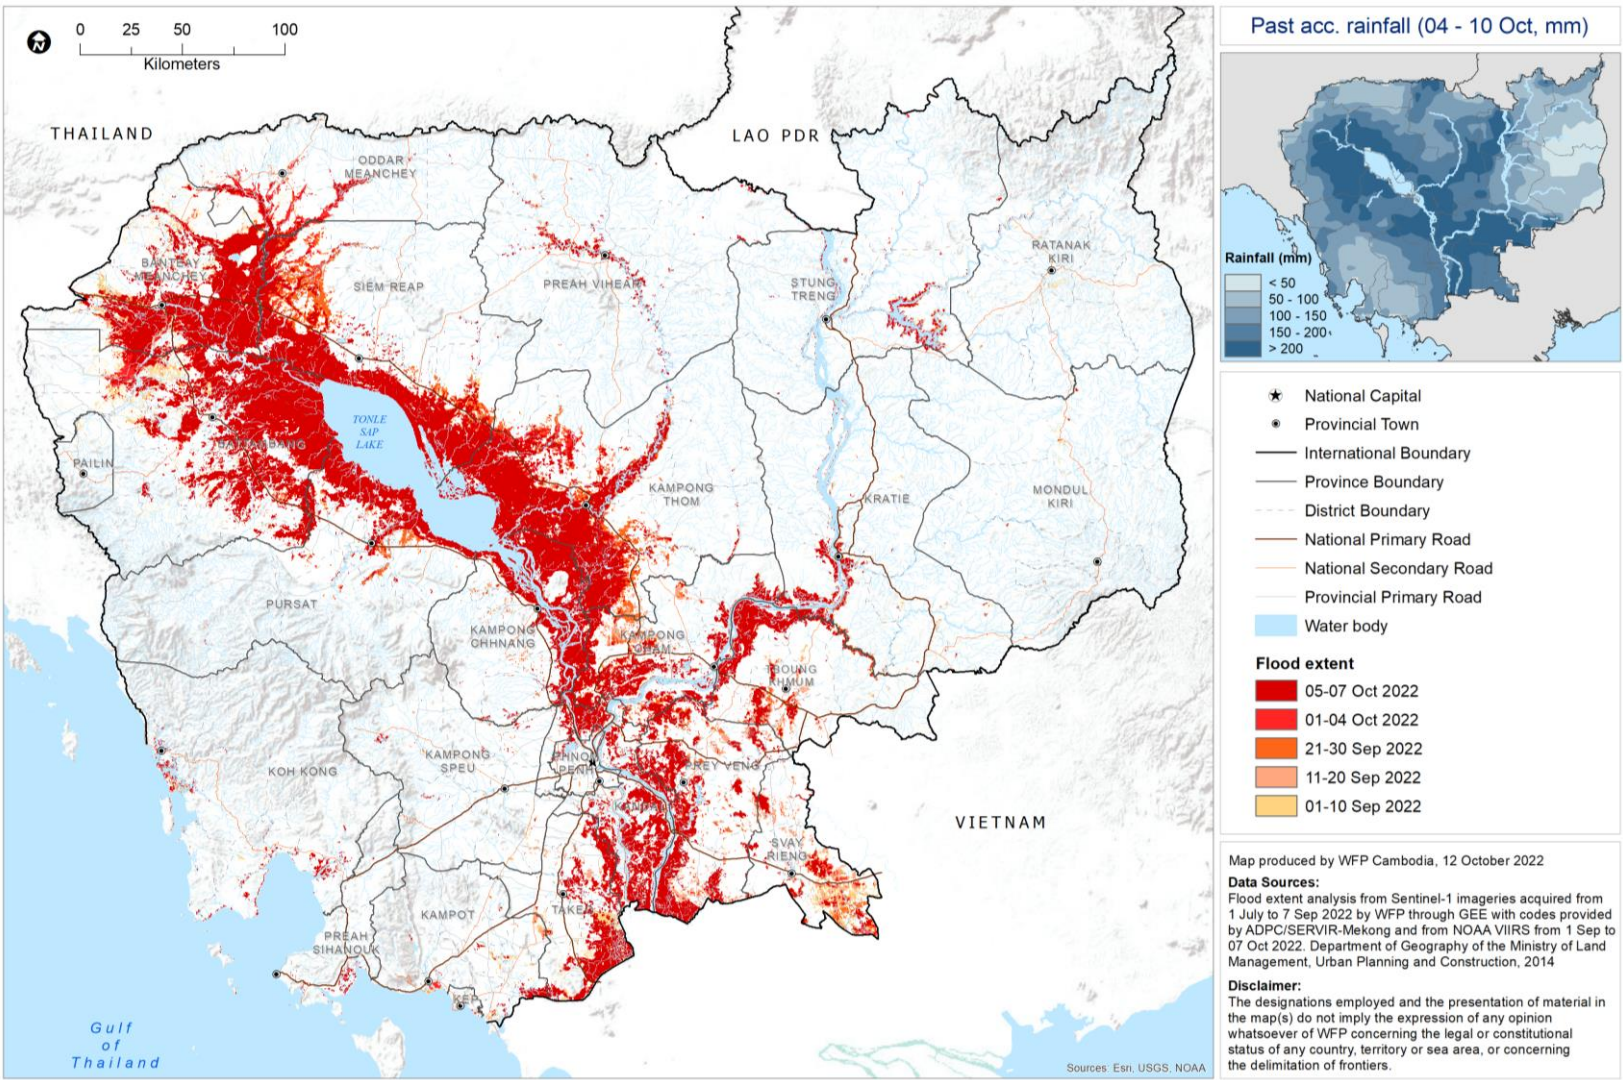 0 25 50 100
Kilometers
N
THAILAND
LAO PDR
ODDAR
MEANCHEY
BANTEAY
MEANCHEY
SIEM REAP
PREAH VIHEAR
STUNG
TRENG
RATANAK
KIRI
TONLE
SAP
LAKE
BATTAMBANG
PAILIN
KAMPONG
THOM
KRATIE
MONDUL
KIRI
PURSAT
KAMPONG
CHHNANG
KAMPONG
CHAM
TBOUNG
KHMUM
KOH KONG
KAMPONG
SPEU
PHNOM
PENH
PREY VENG
KANDAL
VIETNAM
SVAY
RIENG
TAKEO
KAMPOT
PREAH
SIHANOUK
KEP
Gulf
of
Thailand
Sources: Esri, USGS, NOAA
Past acc. rainfall (04 - 10 Oct, mm)
Rainfall (mm)
< 50
50 - 100
100 - 150
150 - 200
> 200
National Capital
Provincial Town
International Boundary
Province Boundary
District Boundary
National Primary Road
National Secondary Road
Provincial Primary Road
Water body
Flood extent
05-07 Oct 2022
01-04 Oct 2022
21-30 Sep 2022
11-20 Sep 2022
01-10 Sep 2022
Map produced by WFP Cambodia, 12 October 2022
Data Sources:
Flood extent analysis from Sentinel-1 imageries acquired from
1 July to 7 Sep 2022 by WFP through GEE with codes provided
by ADPC/SERVIR-Mekong and from NOAA VIIRS from 1 Sep to
07 Oct 2022. Department of Geography of the Ministry of Land
Management, Urban Planning and Construction, 2014
Disclaimer:
The designations employed and the presentation of material in
the map(s) do not imply the expression of any opinion
whatsoever of WFP concerning the legal or constitutional
status of any country, territory or sea area, or concerning
the delimitation of frontiers.